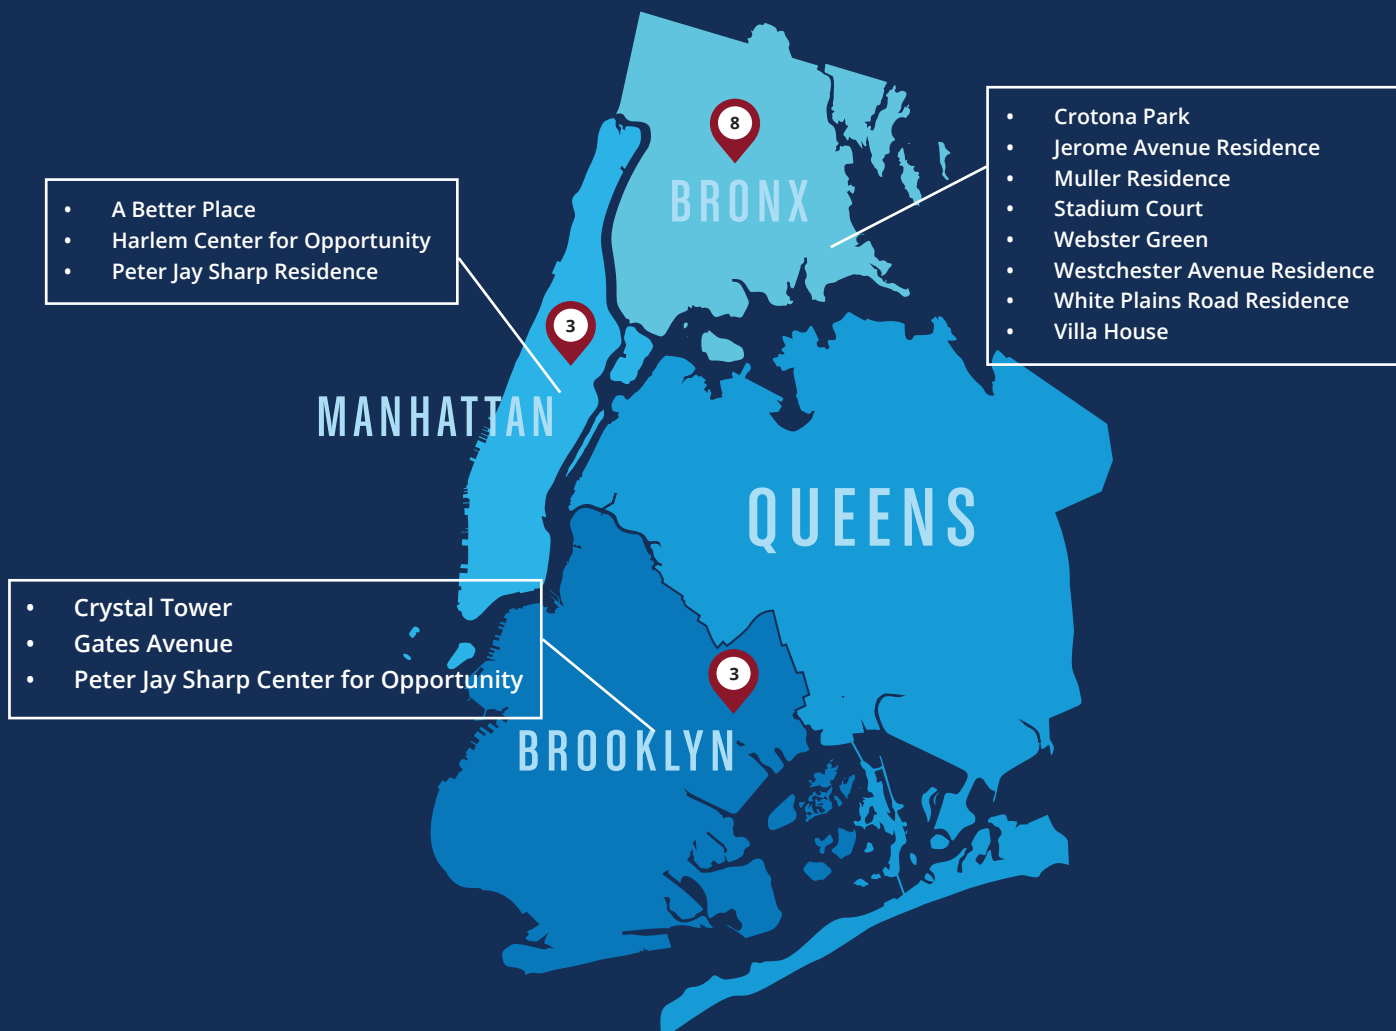 8
BRONX
• Crotona Park
• Jerome Avenue Residence
• Muller Residence
• Stadium Court
• Webster Green
• Westchester Avenue Residence
• White Plains Road Residence
• Villa House
• A Better Place
• Harlem Center for Opportunity
• Peter Jay Sharp Residence
3
MANHATTAN
QUEENS
• Crystal Tower
• Gates Avenue
• Peter Jay Sharp Center for Opportunity
3
BROOKLYN